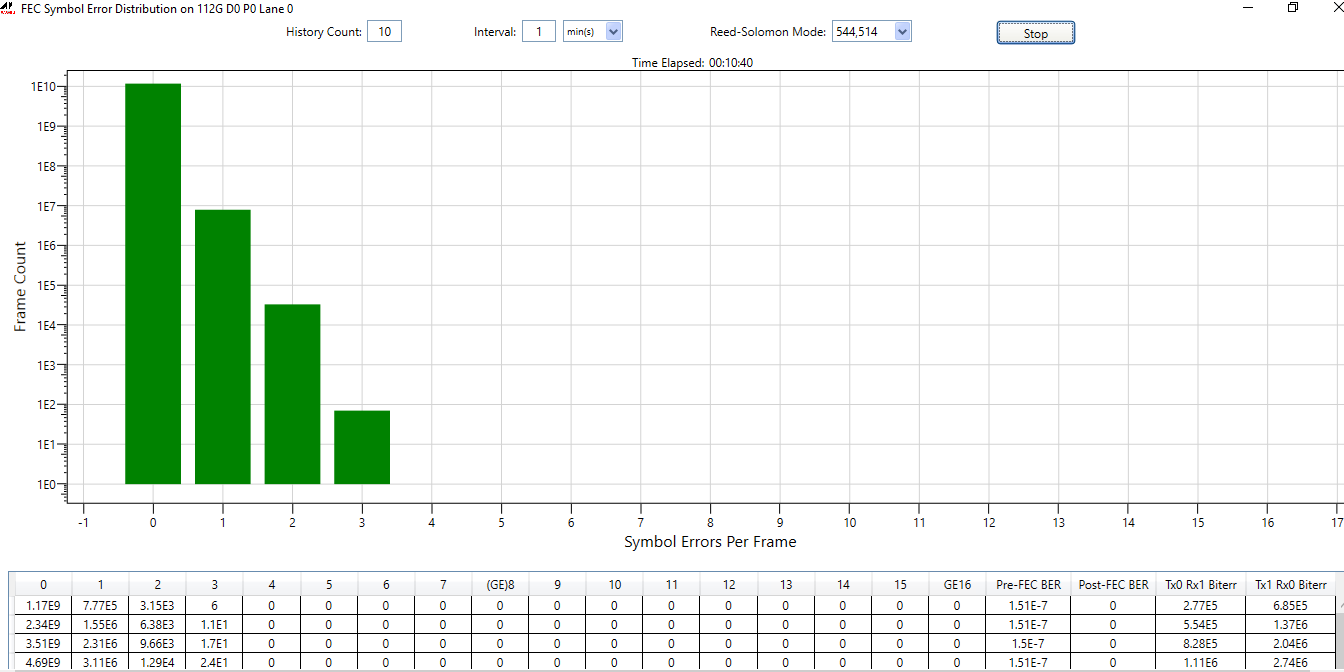 FEC Symbol Error Distribution on 112G D0 P0 Lane 0
History Count: 10 Interval: 1 min(s) Reed-Solomon Mode: 544,514 Stop
Time Elapsed: 00:10:40
1E10
1E9
1E8
1E7
1E6
1E5
1E4
1E3
1E2
1E1
1E0
Frame Count
-1 0 1 2 3 4 5 6 7 8 9 10 11 12 13 14 15 16 17
Symbol Errors Per Frame
0 1 2 3 4 5 6 7 (GE)8 9 10 11 12 13 14 15 GE16 Pre-FEC BER Post-FEC BER Tx0 Rx1 Biterr Tx1 Rx0 Biterr
1.17E9 7.77E5 3.15E3 6 0 0 0 0 0 0 0 0 0 0 0 0 0 1.51E-7 0 2.77E5 6.85E5
2.34E9 1.55E6 6.38E3 1.1E1 0 0 0 0 0 0 0 0 0 0 0 0 0 1.51E-7 0 5.54E5 1.37E6
3.51E9 2.31E6 9.66E3 1.7E1 0 0 0 0 0 0 0 0 0 0 0 0 0 1.5E-7 0 8.28E5 2.04E6
4.69E9 3.11E6 1.29E4 2.4E1 0 0 0 0 0 0 0 0 0 0 0 0 0 1.51E-7 0 1.11E6 2.74E6